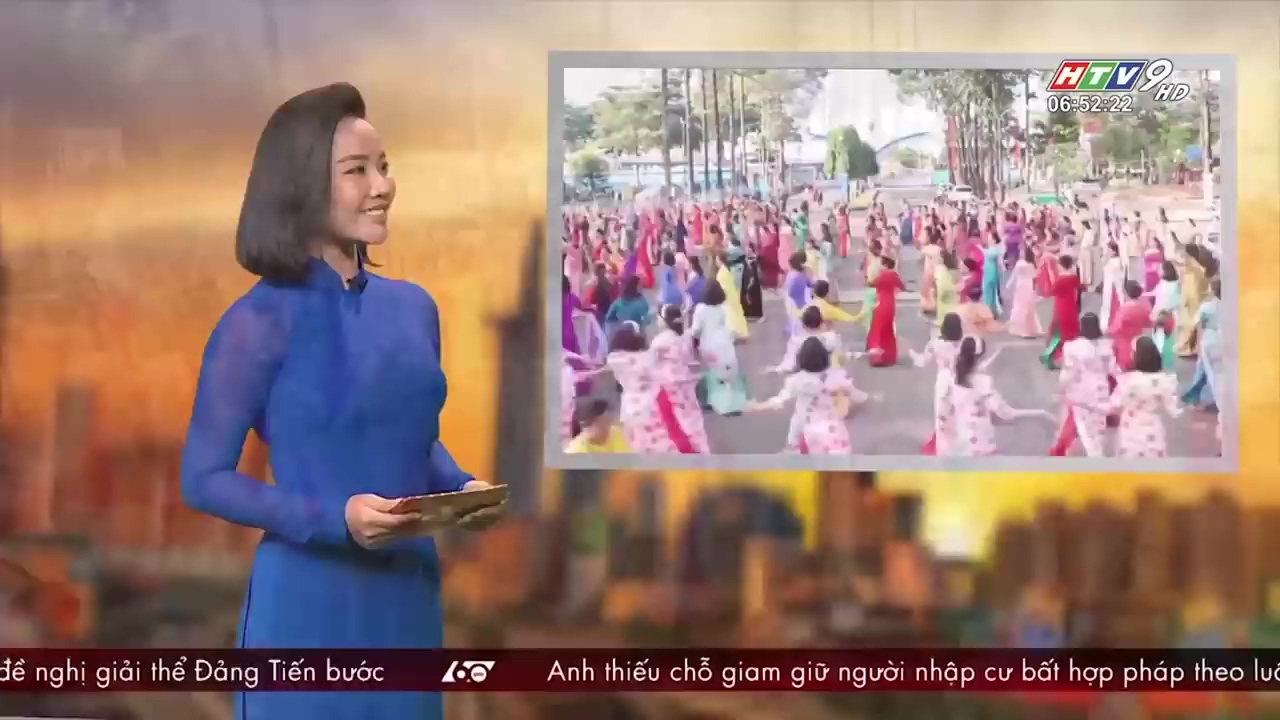 HTV9 HD
06:52:22
đề nghị giải thể Đảng Tiến bước
Anh thiếu chỗ giam giữ người nhập cư bất hợp pháp theo luậ